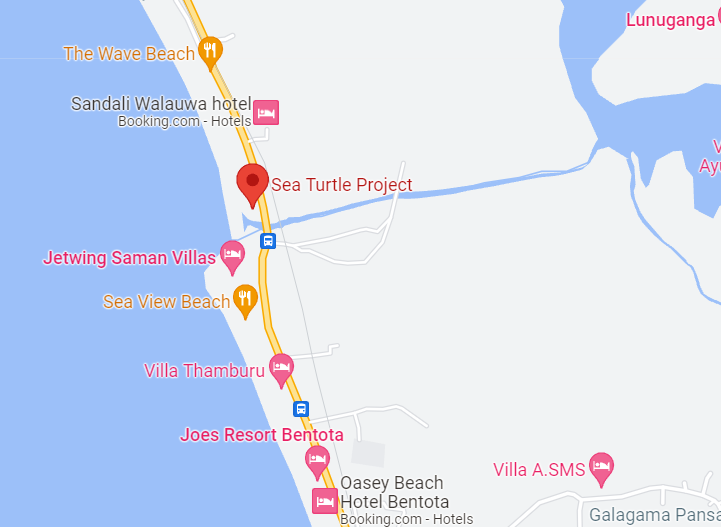 Lunuganga
The Wave Beach
Sandali Walauwa hotel
Booking.com - Hotels
Sea Turtle Project
Jetwing Saman Villas
Sea View Beach
Villa Thamburu
Joes Resort Bentota
Villa A.SMS
Oasey Beach
Hotel Bentota
Booking.com - Hotels
Galagama Pansa